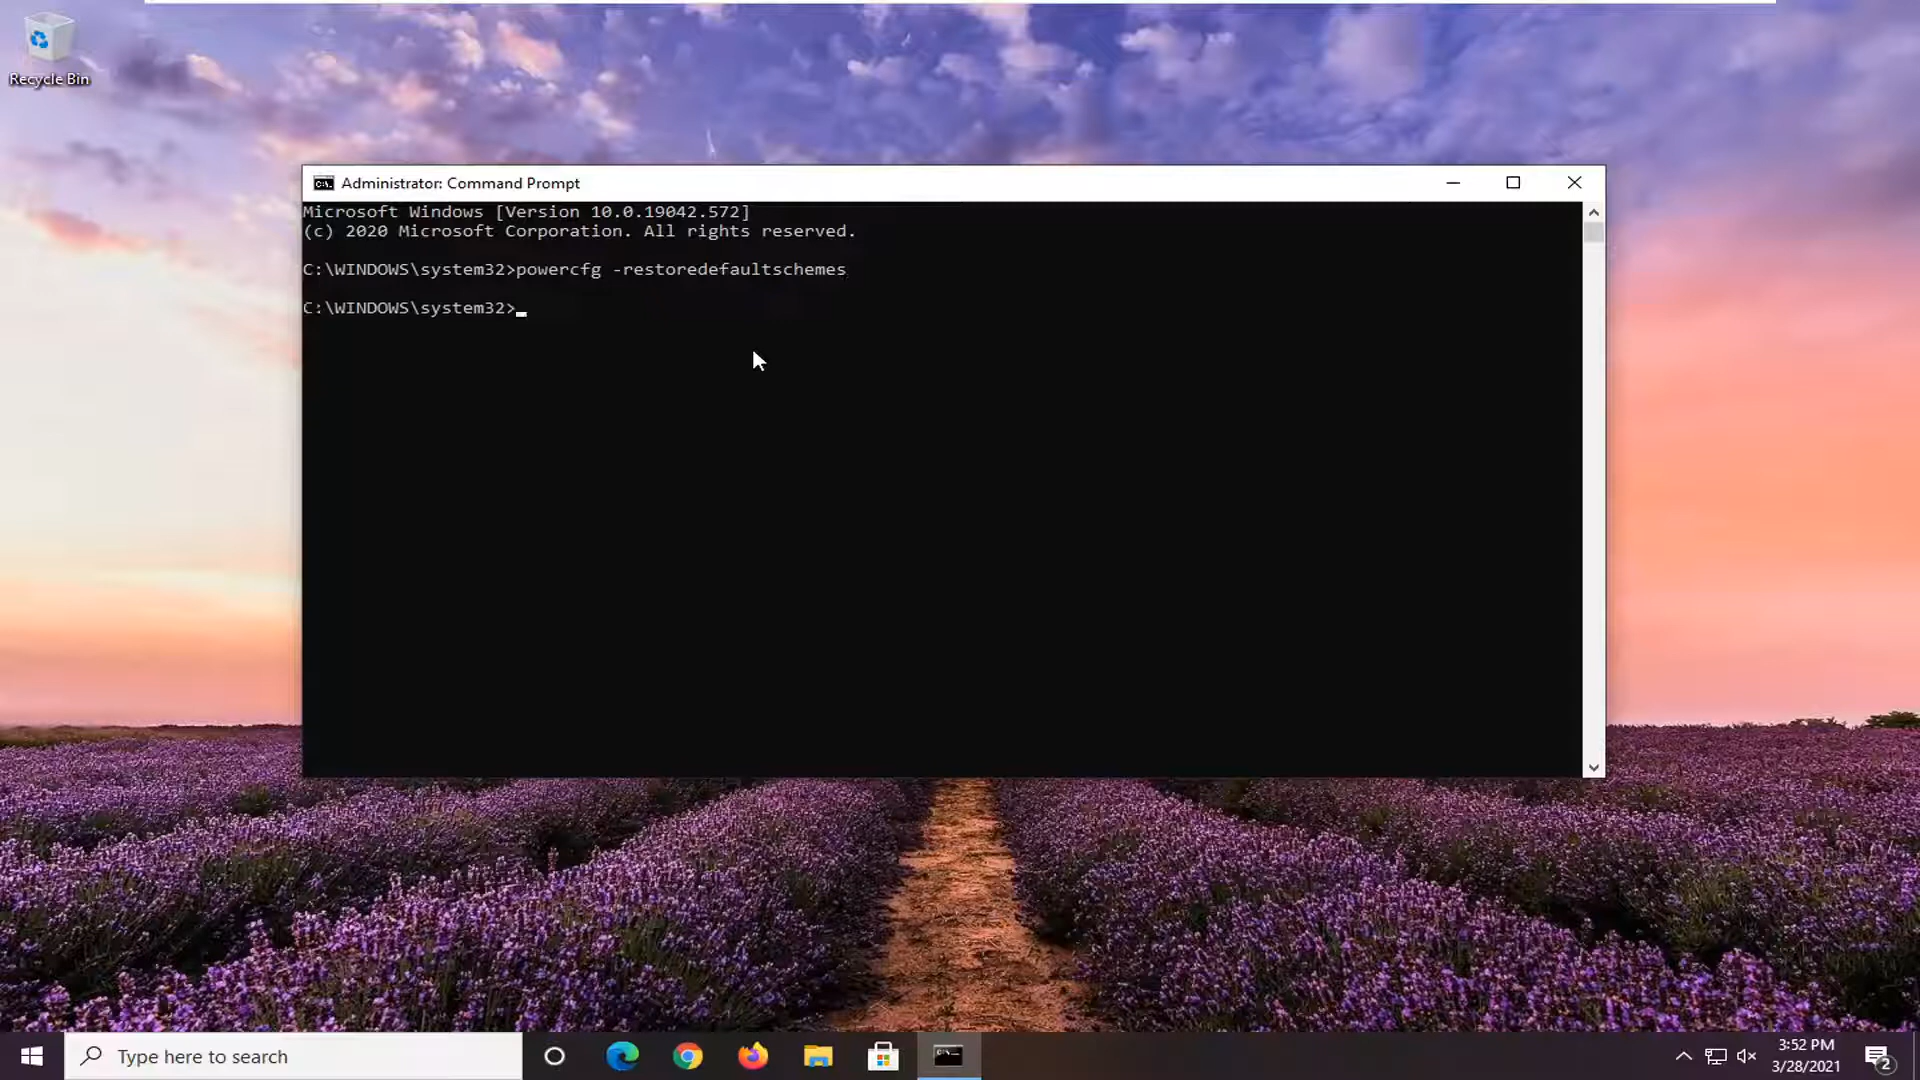 Recycle Bin
Administrator: Command Prompt
Microsoft Windows [Version 10.0.19042.572]
(c) 2020 Microsoft Corporation. All rights reserved.
C:\WINDOWS\system32>powercfg -restoredefaultschemes
C:\WINDOWS\system32>
Type here to search
3:52 PM
3/28/2021
2